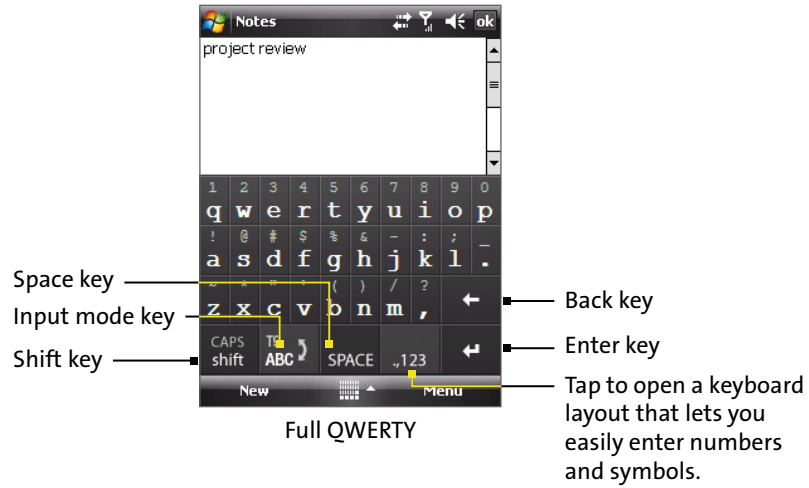 Notes ok
project review
1 2 3 4 5 6 7 8 9 0
q w e r t y u i o p
! @ # $ % & - : ; _
a s d f g h j k l .
~ * " ' ( ) / ?
z x c v b n m ,
CAPS
shift ABC SPACE .,123
New Menu
Space key
Input mode key
Shift key
Back key
Enter key
Tap to open a keyboard
layout that lets you
easily enter numbers
and symbols.
Full QWERTY